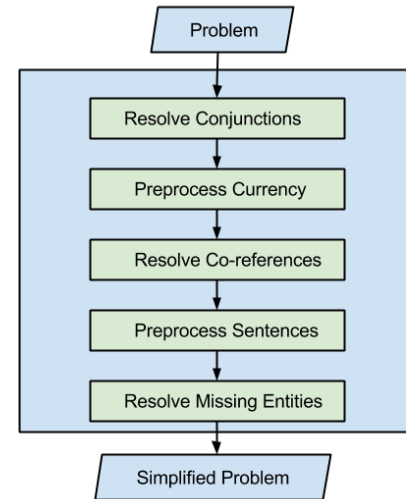 Problem
Resolve Conjunctions
Preprocess Currency
Resolve Co-references
Preprocess Sentences
Resolve Missing Entities
Simplified Problem